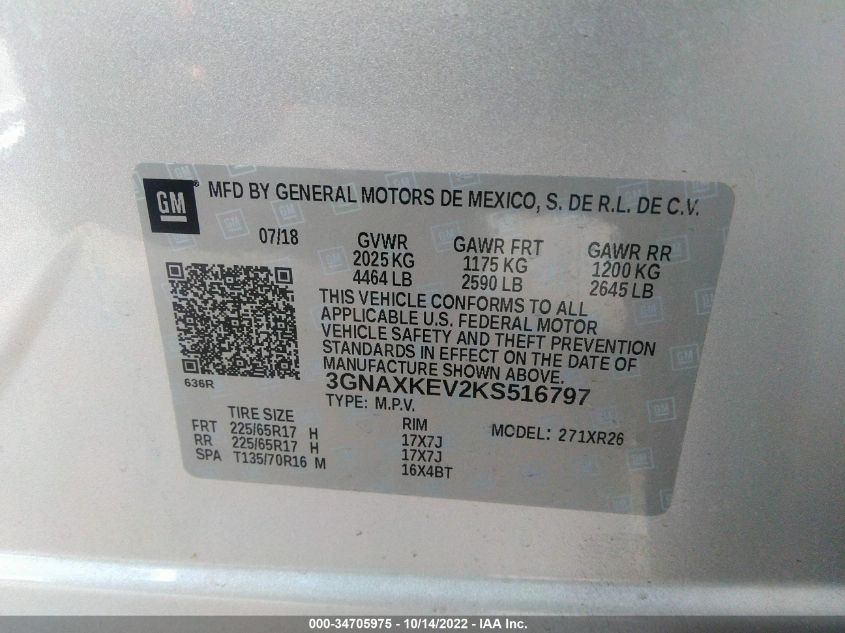 GM ® MFD BY GENERAL MOTORS DE MEXICO, S. DE R.L. DE C.V.
07/18 GVWR GAWR FRT GAWR RR
2025 KG 1175 KG 1200 KG
4464 LB 2590 LB 2645 LB
THIS VEHICLE CONFORMS TO ALL
APPLICABLE U.S. FEDERAL MOTOR
VEHICLE SAFETY AND THEFT PREVENTION
STANDARDS IN EFFECT ON THE DATE OF
MANUFACTURE SHOWN ABOVE.
636R 3GNAXKEV2KS516797
TYPE: M.P.V.
TIRE SIZE RIM MODEL: 271XR26
FRT 225/65R17 H 17X7J
RR 225/65R17 H 17X7J
SPA T135/70R16 M 16X4BT
000-34705975 - 10/14/2022 - IAA Inc.